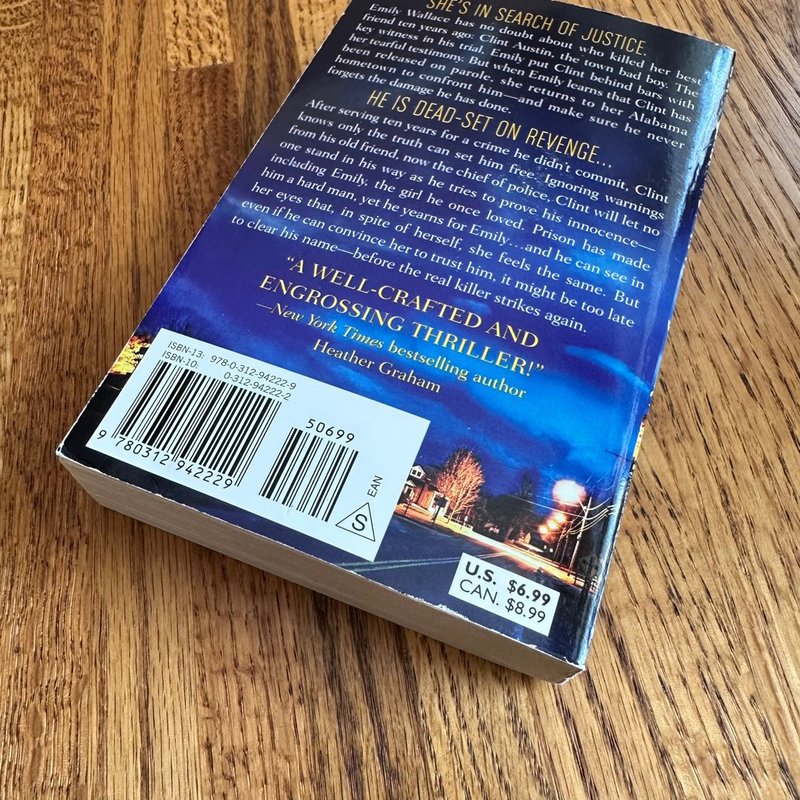 SHE'S IN SEARCH OF JUSTICE.
Emily Wallace has no doubt about who killed her best
friend ten years ago: Clint Austin, the town bad boy. The
key witness in his trial, Emily put Clint behind bars with
her tearful testimony. But when Emily learns that Clint has
been released on parole, she returns to her Alabama
hometown to confront him—and make sure he never
forgets the damage he has done.
HE IS DEAD-SET ON REVENGE...
After serving ten years for a crime he didn't commit, Clint
knows only the truth can set him free. Ignoring warnings
from his old friend, now the chief of police, Clint will let no
one stand in his way as he tries to prove his innocence—
including Emily, the girl he once loved. Prison has made
him a hard man, yet he yearns for Emily...and he can see in
her eyes that, in spite of herself, she feels the same. But
even if he can convince her to trust him, it might be too late
to clear his name—before the real killer strikes again.
"A WELL-CRAFTED AND
ENGROSSING THRILLER!"
—New York Times bestselling author
Heather Graham
ISBN-13: 978-0-312-94222-9
ISBN-10: 0-312-94222-2
50699
9 780312 942229
S
EAN
U.S. $6.99
CAN. $8.99